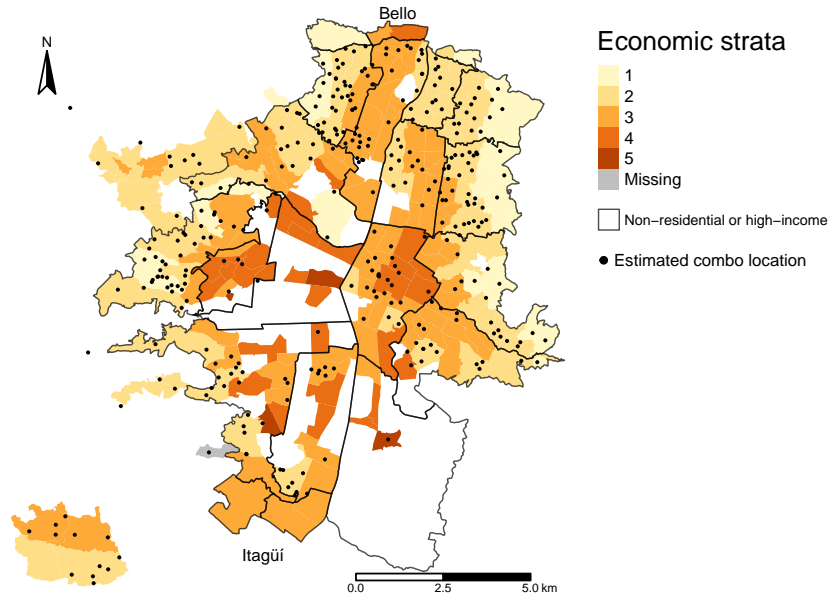 Bello
N
Economic strata
1
2
3
4
5
Missing
Non−residential or high−income
Estimated combo location
Itagüí
0.0 2.5 5.0 km